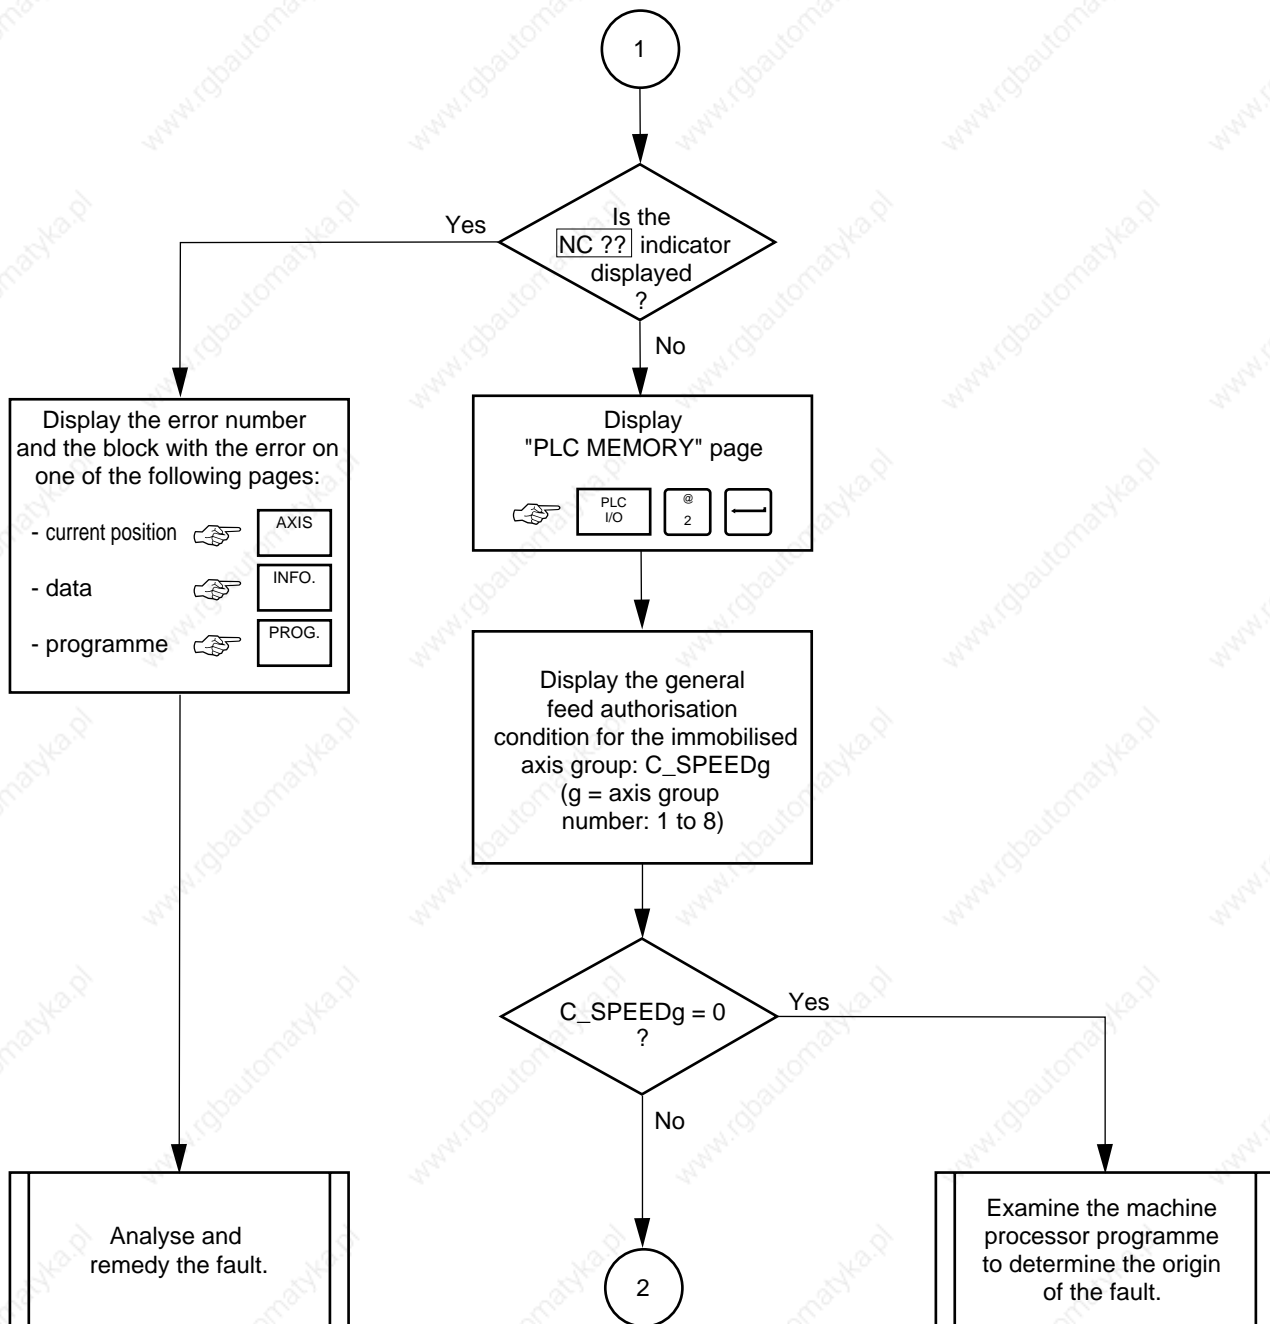 1
Is the
NC ?? indicator
displayed
?
Yes
No
Display the error number
and the block with the error on
one of the following pages:
- current position AXIS
- data INFO.
- programme PROG.
Display
"PLC MEMORY" page
PLC
I/O
@
2
Display the general
feed authorisation
condition for the immobilised
axis group: C_SPEEDg
(g = axis group
number: 1 to 8)
C_SPEEDg = 0
?
Yes
No
Analyse and
remedy the fault.
2
Examine the machine
processor programme
to determine the origin
of the fault.
www.rgbautomatyka.pl